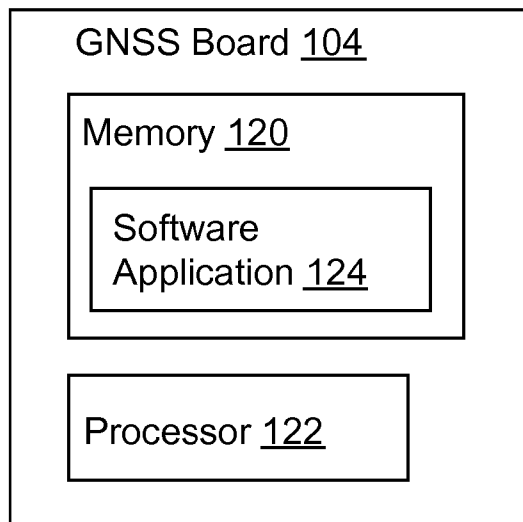 GNSS Board 104
Memory 120
Software
Application 124
Processor 122